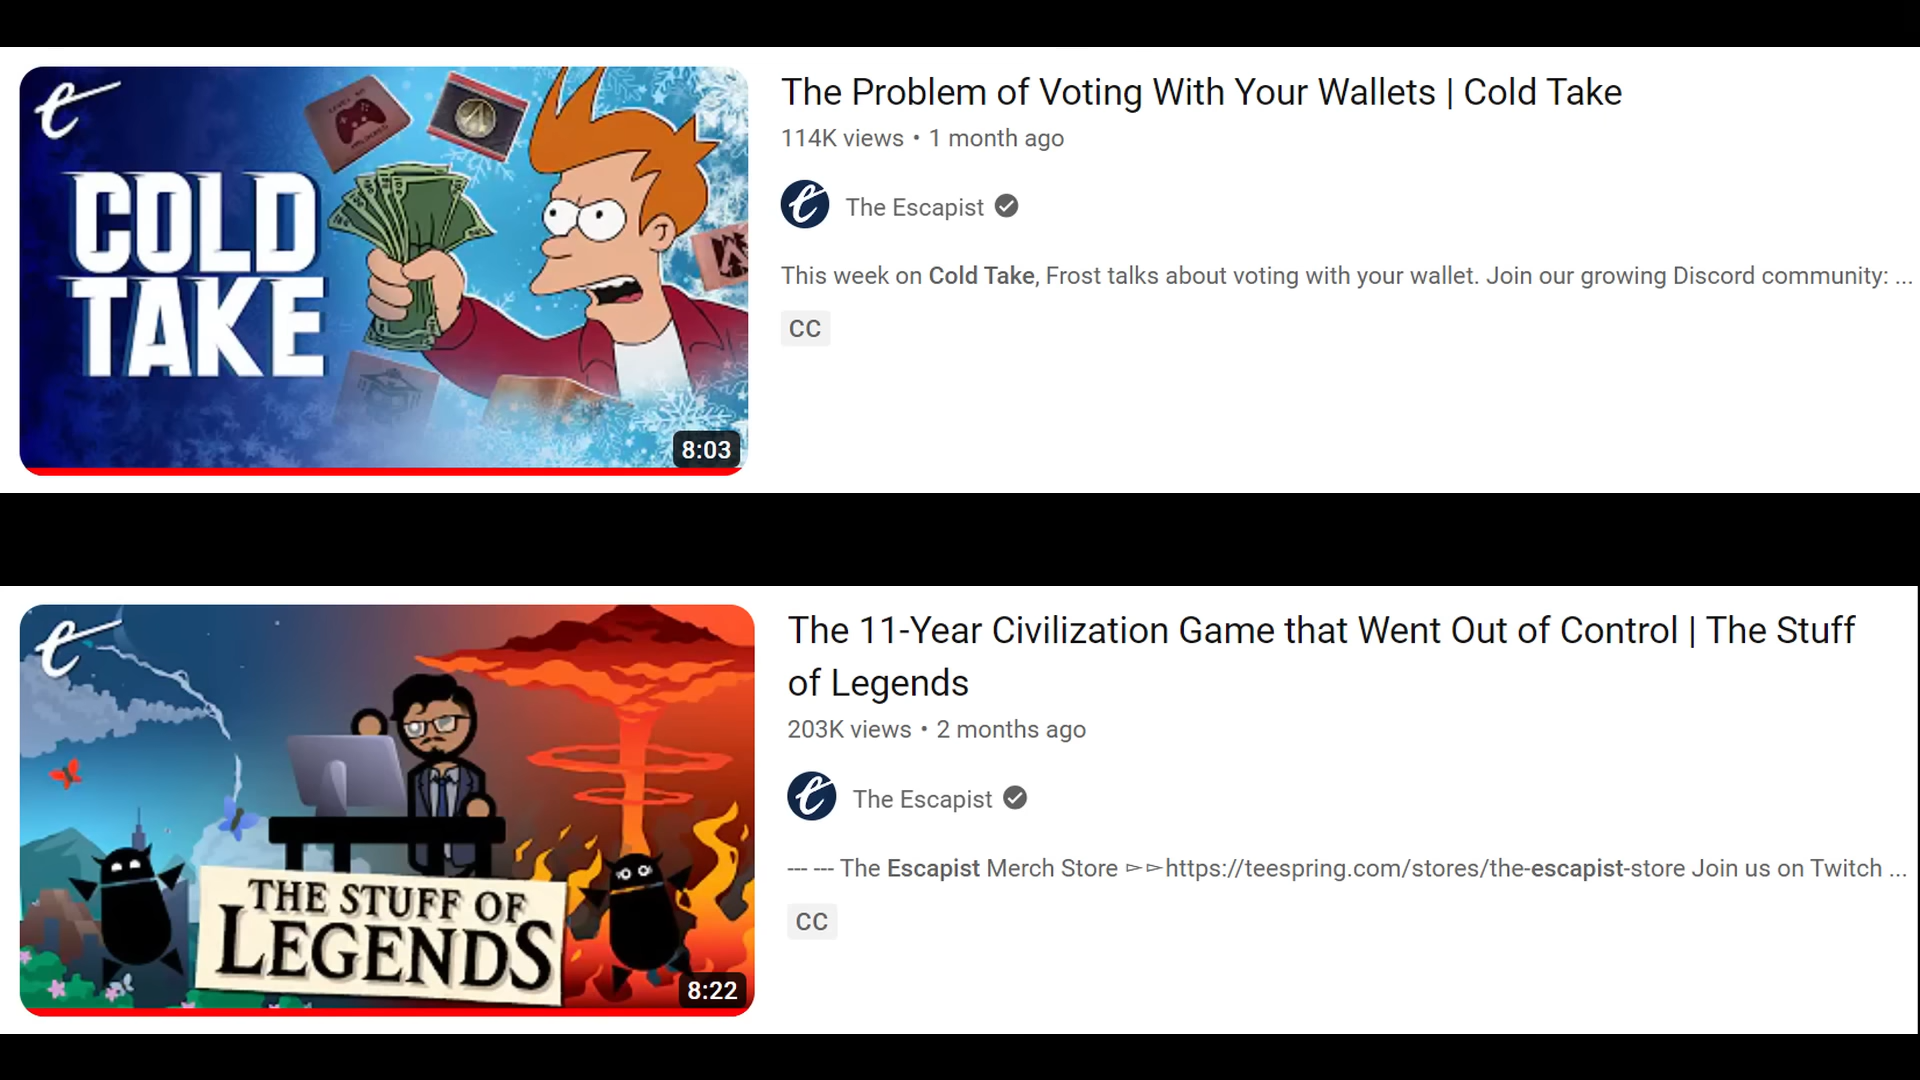 COLD
TAKE
8:03
The Problem of Voting With Your Wallets | Cold Take
114K views • 1 month ago
The Escapist
This week on Cold Take, Frost talks about voting with your wallet. Join our growing Discord community: ...
CC
THE STUFF OF
LEGENDS
8:22
The 11-Year Civilization Game that Went Out of Control | The Stuff
of Legends
203K views • 2 months ago
The Escapist
--- --- The Escapist Merch Store ►►https://teespring.com/stores/the-escapist-store Join us on Twitch ...
CC